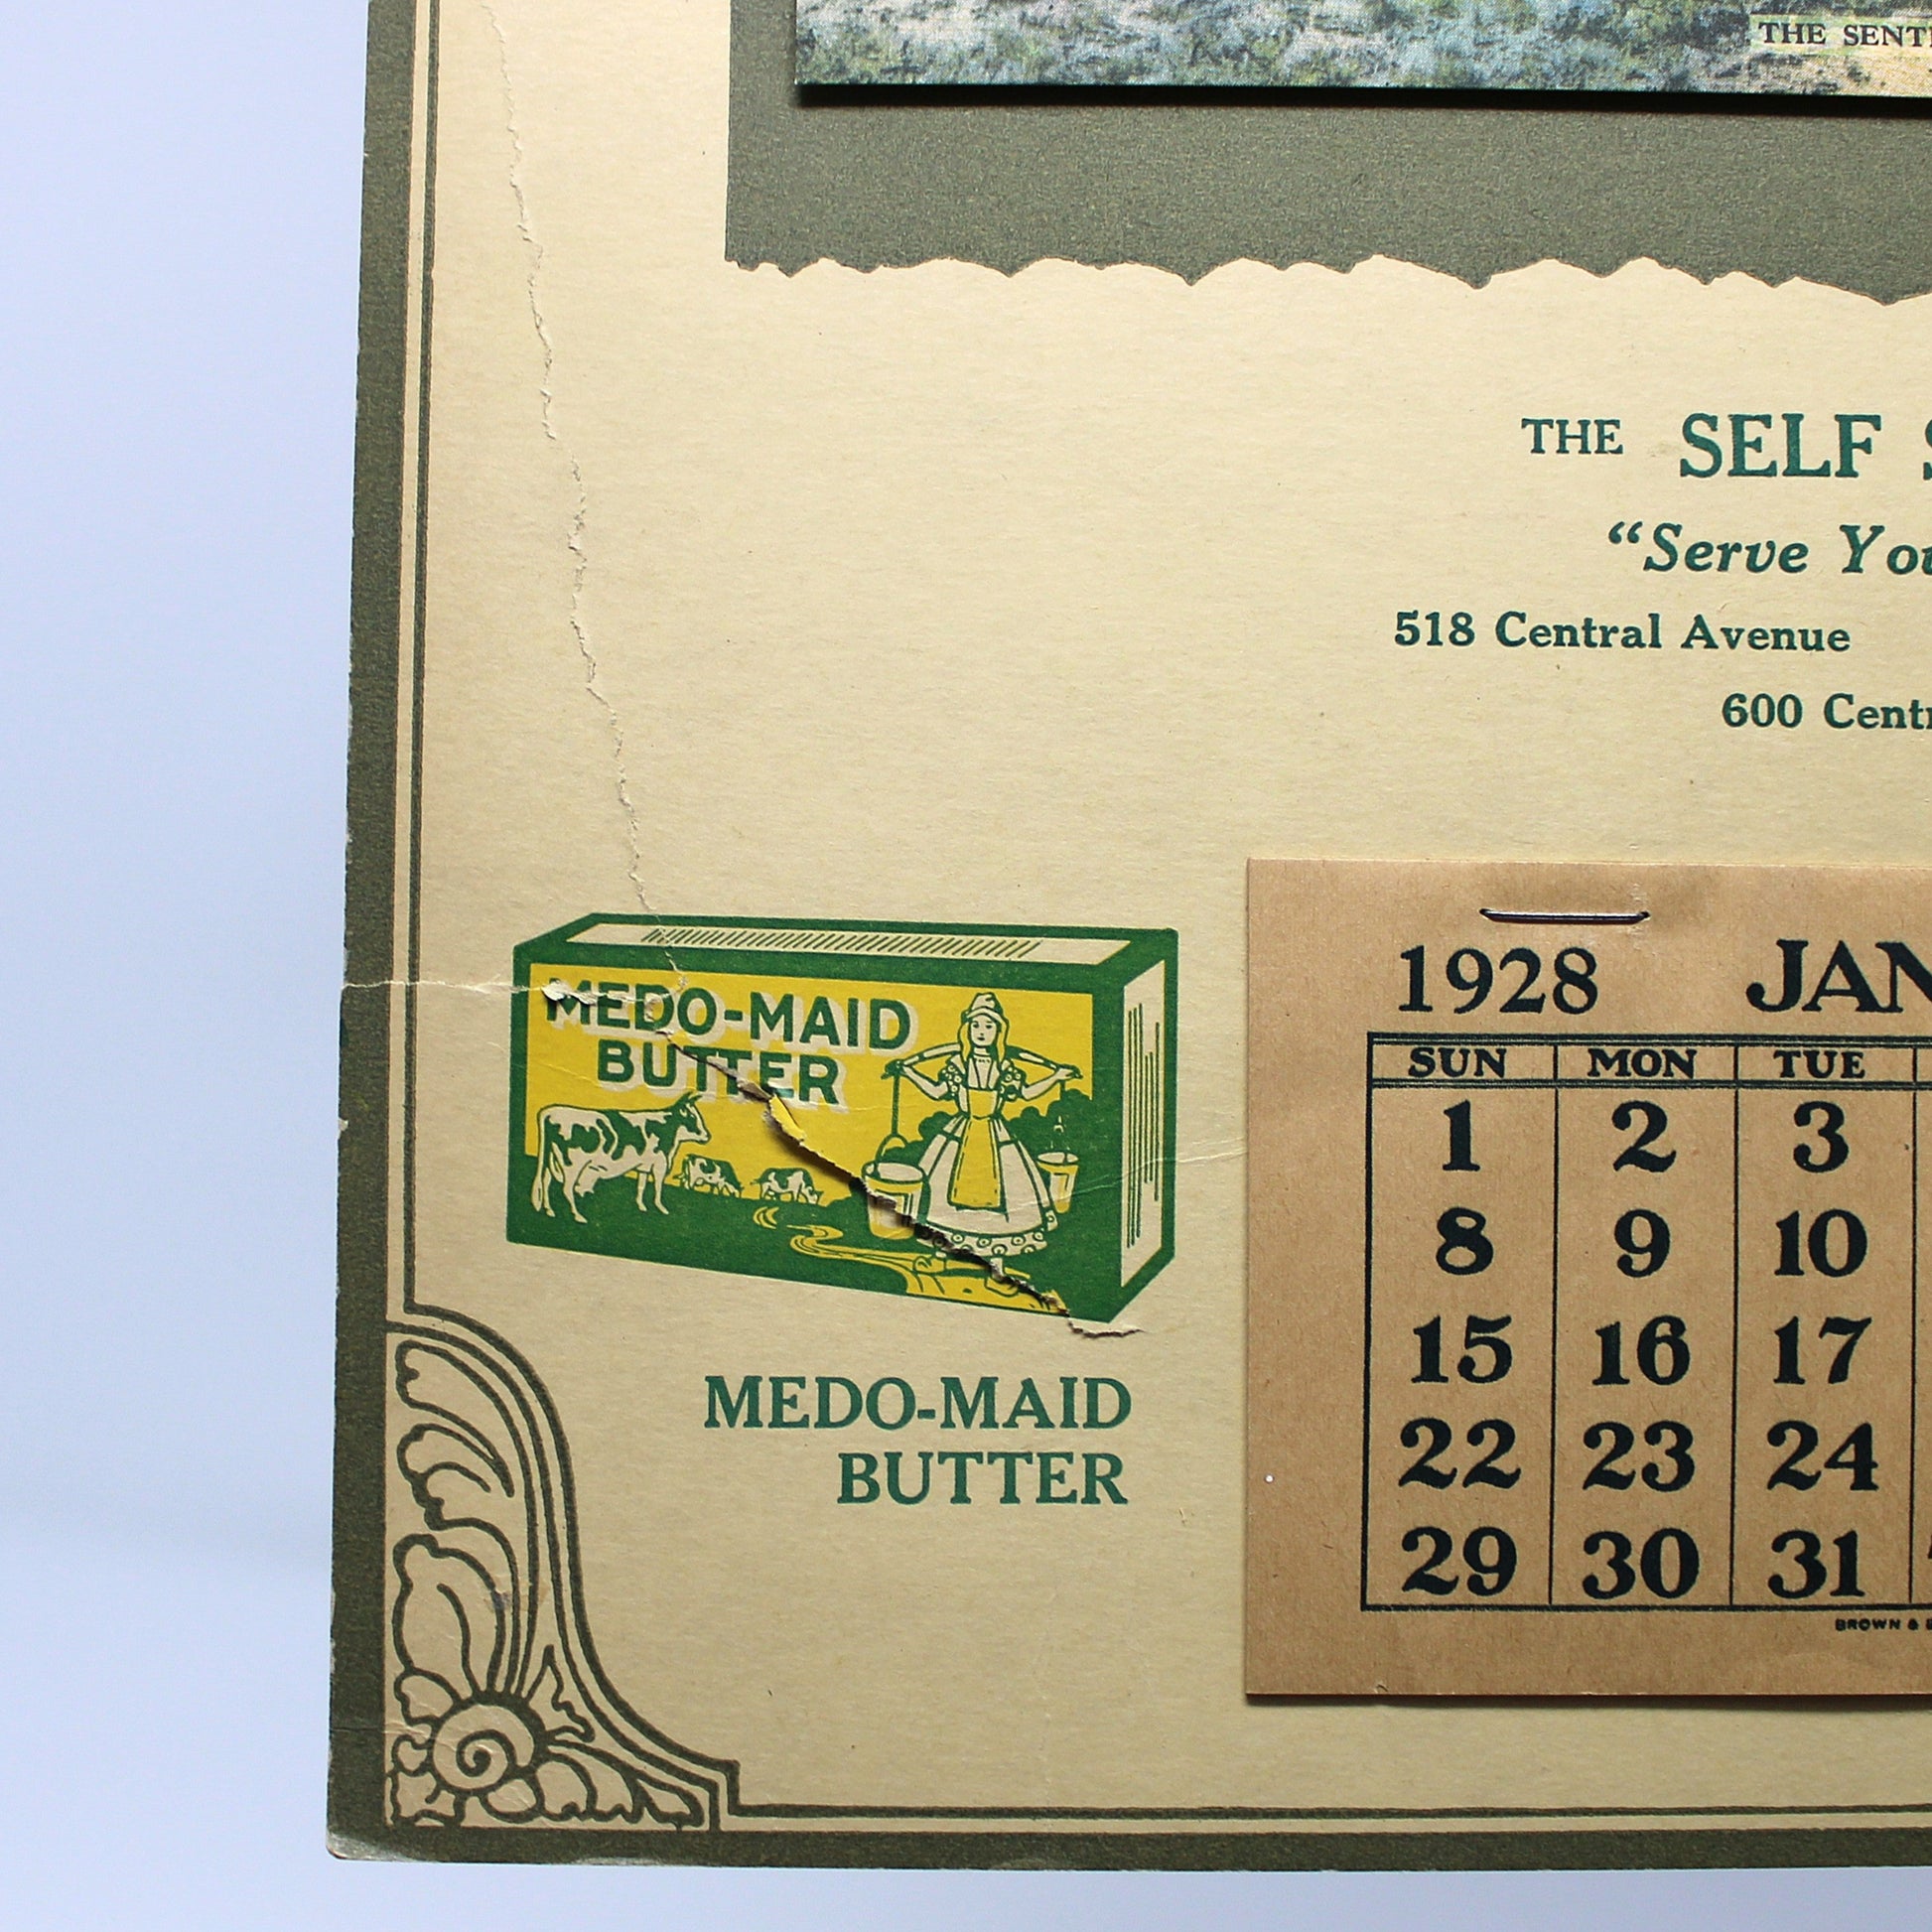 THE SENT
THE SELF S
“Serve You
518 Central Avenue
600 Centr
MEDO-MAID
BUTTER
MEDO-MAID
BUTTER
1928 JAN
SUN MON TUE
1 2 3
8 9 10
15 16 17
22 23 24
29 30 31
BROWN &